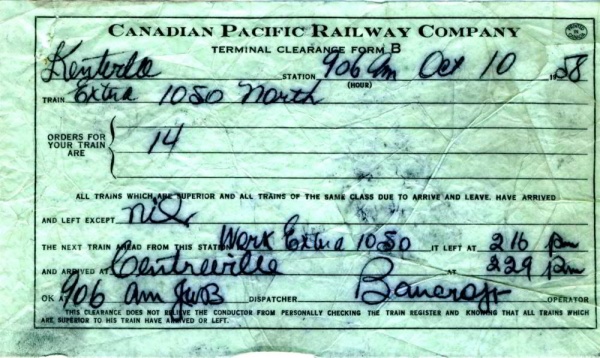 CANADIAN PACIFIC RAILWAY COMPANY
TERMINAL CLEARANCE FORM B
STATION 906 am Oct 10 1958
(HOUR)
TRAIN Extra 1050 North
ORDERS FOR YOUR TRAIN ARE 14
ALL TRAINS WHICH ARE SUPERIOR AND ALL TRAINS OF THE SAME CLASS DUE TO ARRIVE AND LEAVE, HAVE ARRIVED
AND LEFT EXCEPT nil
THE NEXT TRAIN AHEAD FROM THIS STATION Work Extra 1050 IT LEFT AT 216 pm
AND ARRIVED AT Centreville AT 229 pm
OK AT 906 am JWB DISPATCHER Bancroft OPERATOR
THIS CLEARANCE DOES NOT RELIEVE THE CONDUCTOR FROM PERSONALLY CHECKING THE TRAIN REGISTER AND KNOWING THAT ALL TRAINS WHICH
ARE SUPERIOR TO HIS TRAIN HAVE ARRIVED OR LEFT.